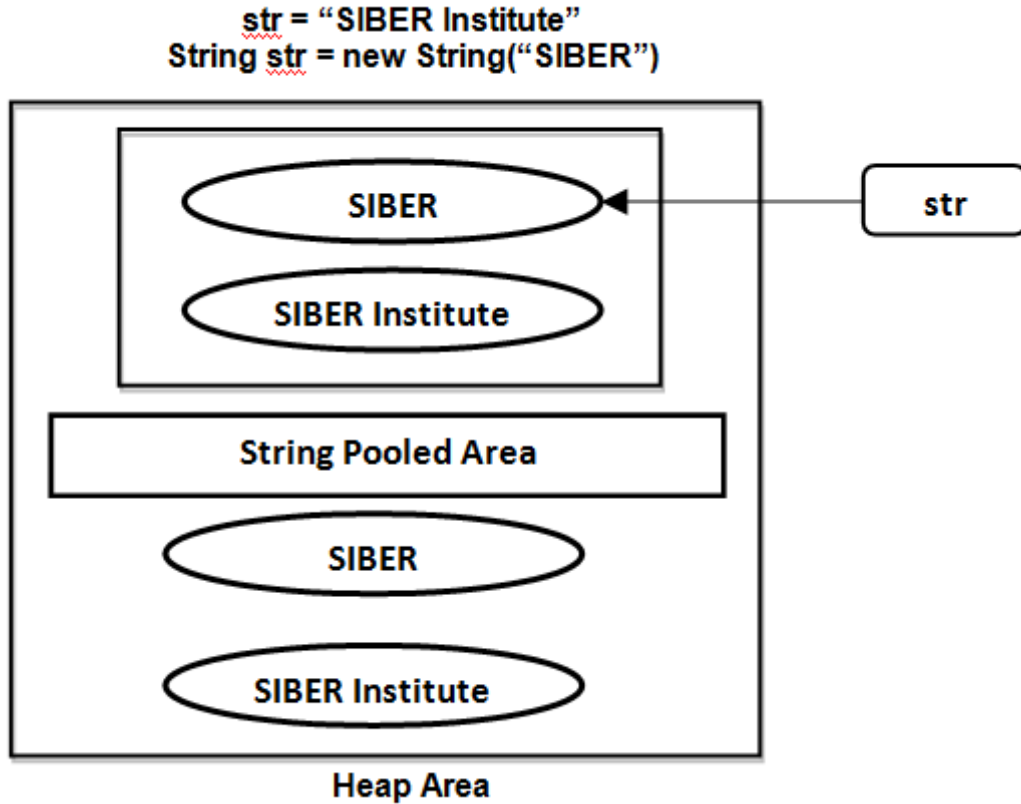 str = “SIBER Institute”
String str = new String(“SIBER”)
SIBER
str
SIBER Institute
String Pooled Area
SIBER
SIBER Institute
Heap Area